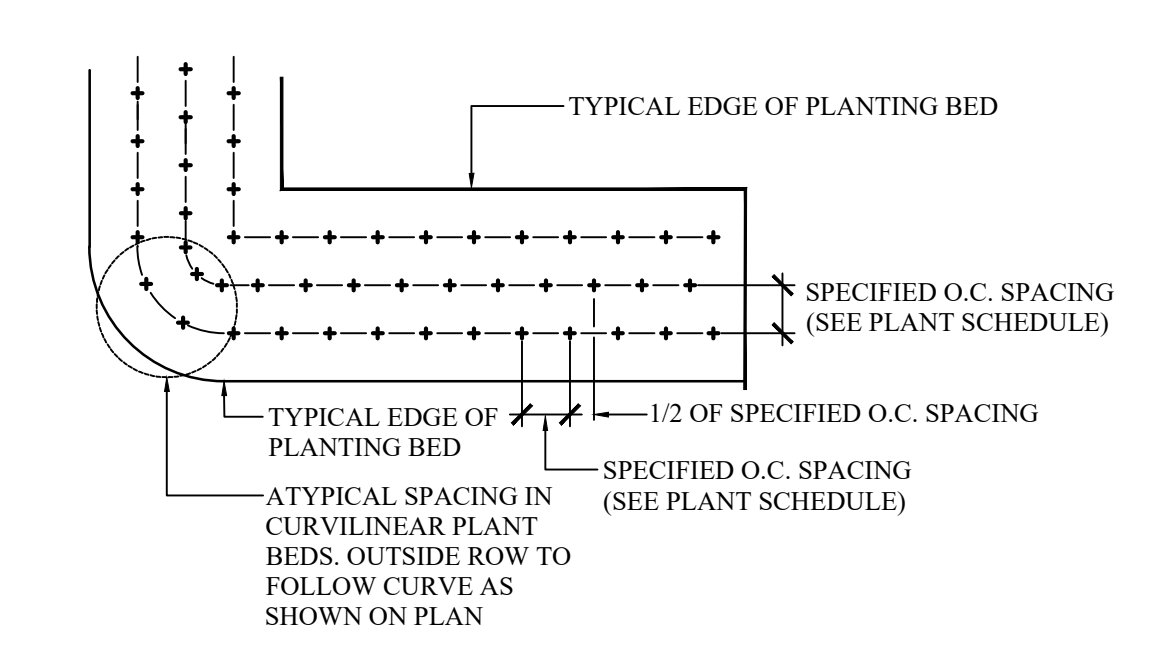 TYPICAL EDGE OF PLANTING BED
SPECIFIED O.C. SPACING
(SEE PLANT SCHEDULE)
TYPICAL EDGE OF
PLANTING BED
1/2 OF SPECIFIED O.C. SPACING
SPECIFIED O.C. SPACING
(SEE PLANT SCHEDULE)
ATYPICAL SPACING IN
CURVILINEAR PLANT
BEDS. OUTSIDE ROW TO
FOLLOW CURVE AS
SHOWN ON PLAN